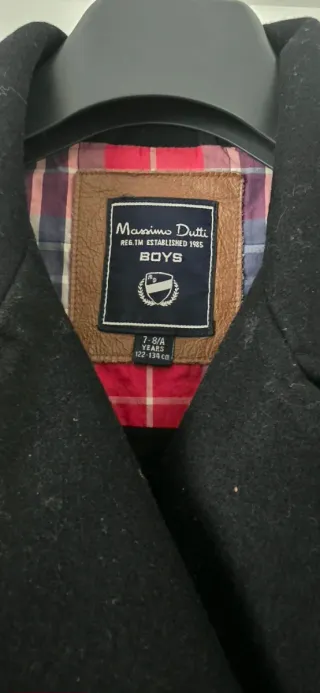 Massimo Dutti
REG.TM ESTABLISHED 1985
BOYS
7-8/A
YEARS
122-134 cm